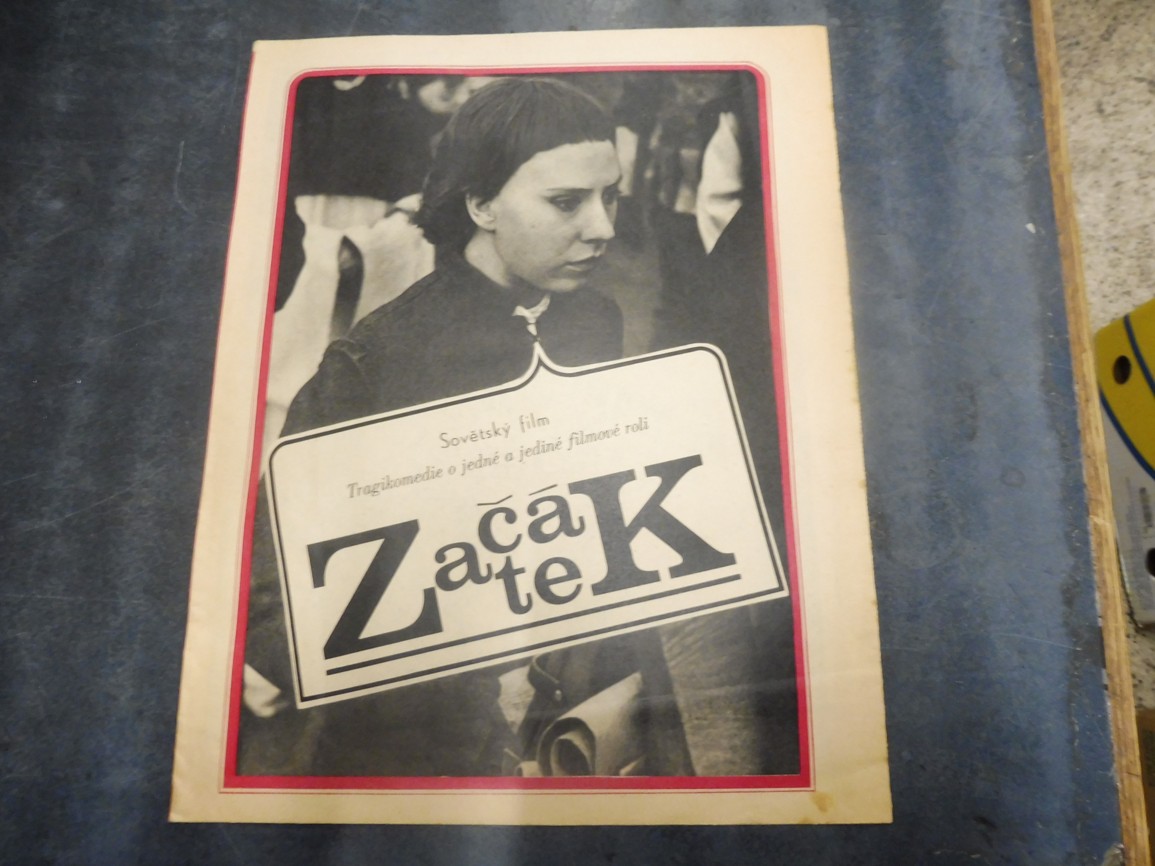 Sovětský film
Tragikomedie o jedné a jediné filmové roli
ZačáteK